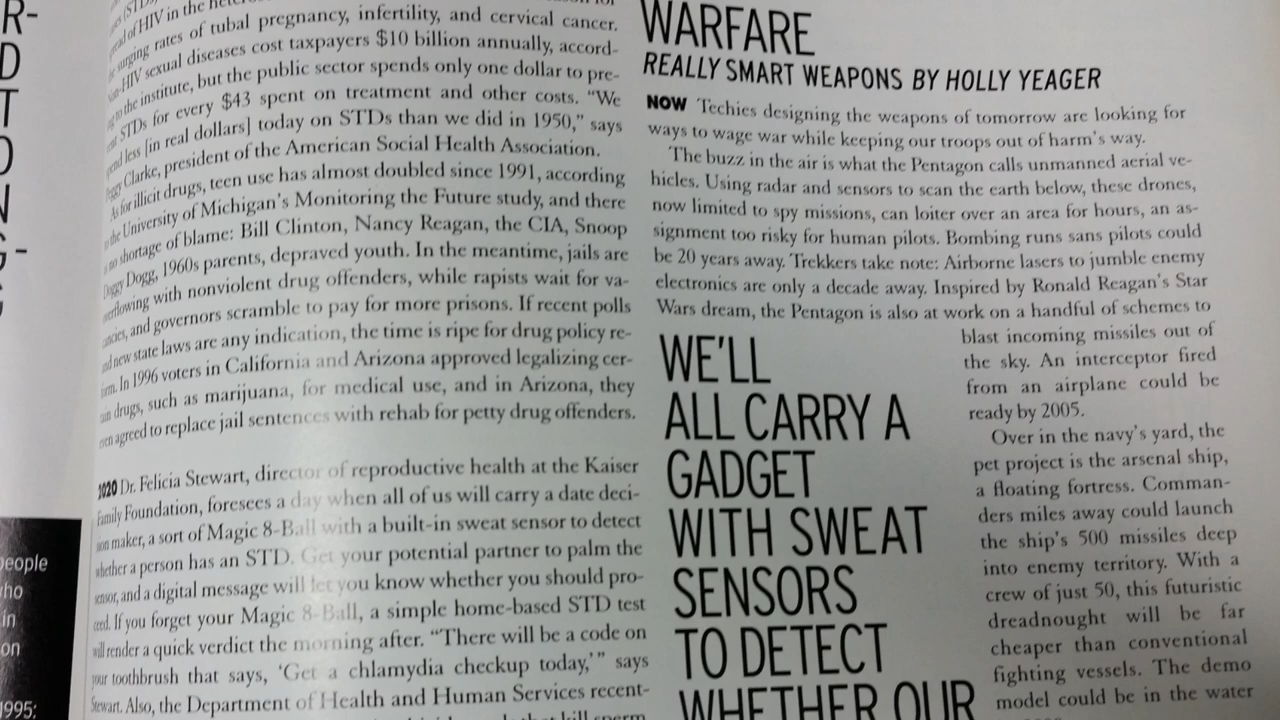 R-
D
T
O
N
people
who
in
on
1995:
of HIV in the
surging rates of tubal pregnancy, infertility, and cervical cancer.
HIV sexual diseases cost taxpayers $10 billion annually, accord-
to the institute, but the public sector spends only one dollar to pre-
STDs for every $43 spent on treatment and other costs. “We
less [in real dollars] today on STDs than we did in 1950,” says
Clarke, president of the American Social Health Association.
As for illicit drugs, teen use has almost doubled since 1991, according
to the University of Michigan's Monitoring the Future study, and there
is no shortage of blame: Bill Clinton, Nancy Reagan, the CIA, Snoop
Doggy Dogg, 1960s parents, depraved youth. In the meantime, jails are
overflowing with nonviolent drug offenders, while rapists wait for va-
cancies, and governors scramble to pay for more prisons. If recent polls
and new state laws are any indication, the time is ripe for drug policy re-
form. In 1996 voters in California and Arizona approved legalizing cer-
tain drugs, such as marijuana, for medical use, and in Arizona, they
even agreed to replace jail sentences with rehab for petty drug offenders.
2020 Dr. Felicia Stewart, director of reproductive health at the Kaiser
Family Foundation, foresees a day when all of us will carry a date deci-
sion maker, a sort of Magic 8-Ball with a built-in sweat sensor to detect
whether a person has an STD. Get your potential partner to palm the
sensor, and a digital message will let you know whether you should pro-
ceed. If you forget your Magic 8-Ball, a simple home-based STD test
will render a quick verdict the morning after. “There will be a code on
your toothbrush that says, ‘Get a chlamydia checkup today,’” says
Stewart. Also, the Department of Health and Human Services recent-
that kill sperm
WARFARE
REALLY SMART WEAPONS BY HOLLY YEAGER
NOW Techies designing the weapons of tomorrow are looking for
ways to wage war while keeping our troops out of harm's way.
The buzz in the air is what the Pentagon calls unmanned aerial ve-
hicles. Using radar and sensors to scan the earth below, these drones,
now limited to spy missions, can loiter over an area for hours, an as-
signment too risky for human pilots. Bombing runs sans pilots could
be 20 years away. Trekkers take note: Airborne lasers to jumble enemy
electronics are only a decade away. Inspired by Ronald Reagan's Star
Wars dream, the Pentagon is also at work on a handful of schemes to
blast incoming missiles out of
the sky. An interceptor fired
from an airplane could be
ready by 2005.
Over in the navy's yard, the
pet project is the arsenal ship,
a floating fortress. Comman-
ders miles away could launch
the ship's 500 missiles deep
into enemy territory. With a
crew of just 50, this futuristic
dreadnought will be far
cheaper than conventional
fighting vessels. The demo
model could be in the water
WE'LL
ALL CARRY A
GADGET
WITH SWEAT
SENSORS
TO DETECT
WHETHER OUR